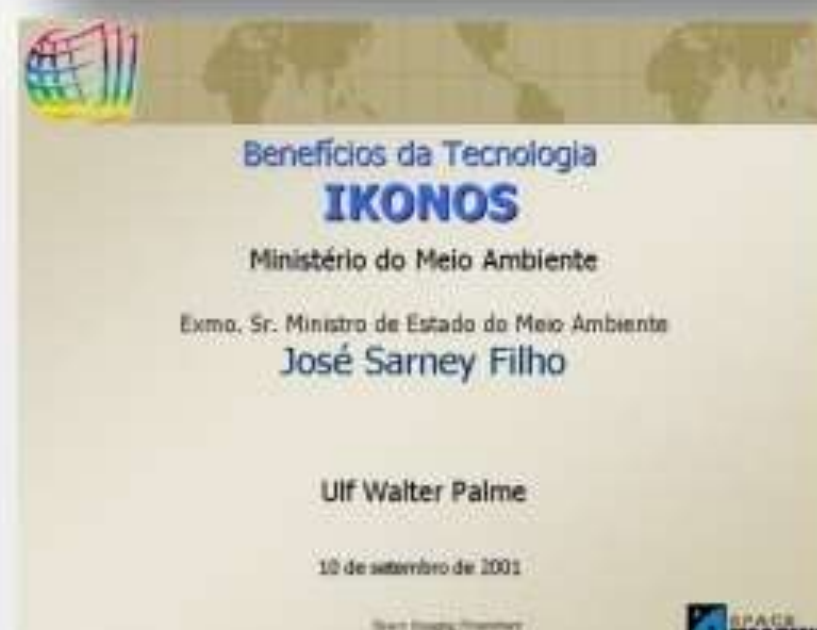 Benefícios da Tecnologia
IKONOS
Ministério do Meio Ambiente
Exmo. Sr. Ministro de Estado do Meio Ambiente
José Sarney Filho
Ulf Walter Palme
10 de setembro de 2001
SPACE